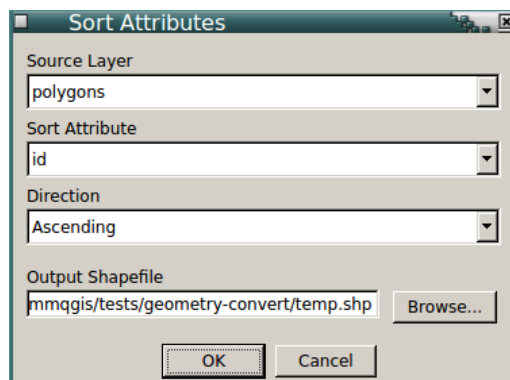 Sort Attributes
Source Layer
polygons
Sort Attribute
id
Direction
Ascending
Output Shapefile
mmqgis/tests/geometry-convert/temp.shp
Browse...
OK
Cancel